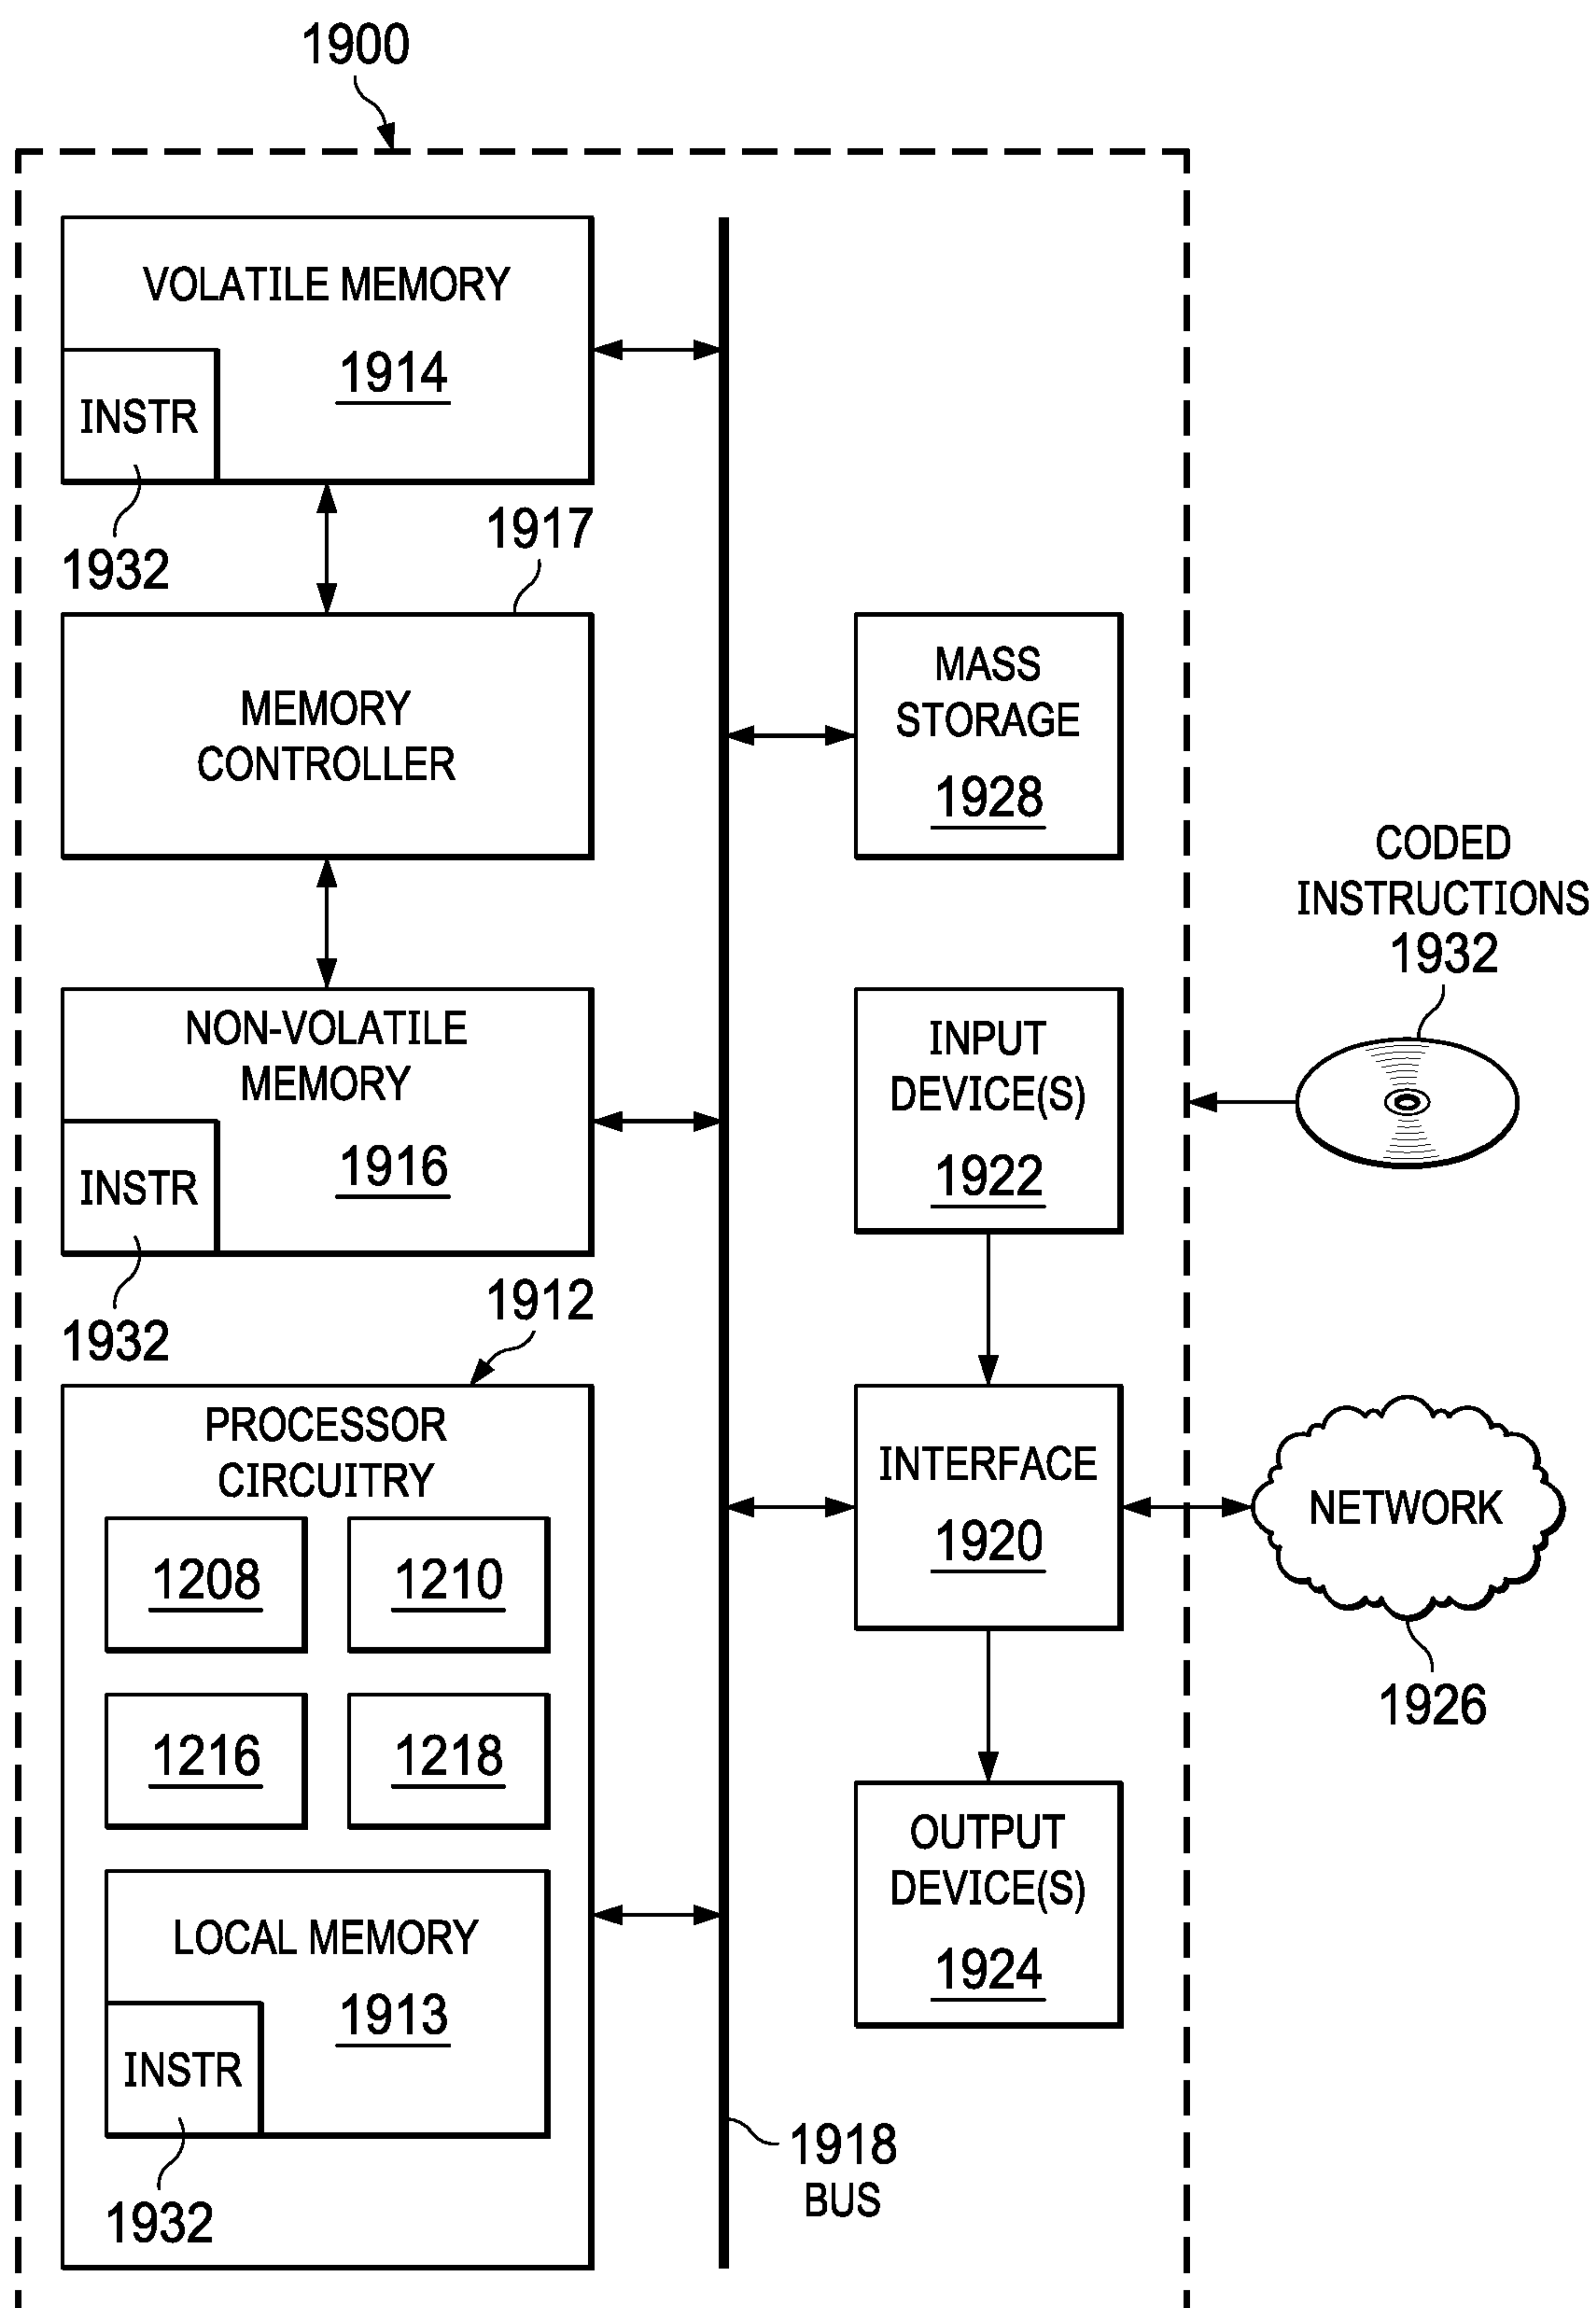 1900
VOLATILE MEMORY
1914
INSTR
1932
1917
MEMORY
CONTROLLER
MASS
STORAGE
1928
CODED
INSTRUCTIONS
1932
NON-VOLATILE
MEMORY
1916
INSTR
1932
INPUT
DEVICE(S)
1922
1912
PROCESSOR
CIRCUITRY
1208
1210
1216
1218
LOCAL MEMORY
1913
INSTR
1932
INTERFACE
1920
NETWORK
1926
OUTPUT
DEVICE(S)
1924
1918
BUS